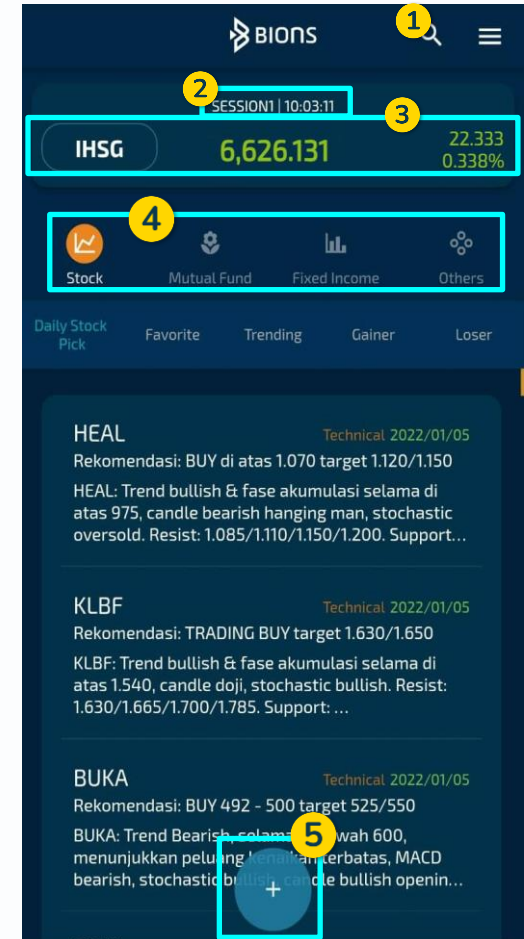 1
BIONS
2
SESSION1 | 10:03:11
3
IHSG
6,626.131
22.333
0.338%
4
Stock
Mutual Fund
Fixed Income
Others
Daily Stock
Pick
Favorite
Trending
Gainer
Loser
HEAL
Technical 2022/01/05
Rekomendasi: BUY di atas 1.070 target 1.120/1.150
HEAL: Trend bullish & fase akumulasi selama di
atas 975, candle bearish hanging man, stochastic
oversold. Resist: 1.085/1.110/1.150/1.200. Support...
KLBF
Technical 2022/01/05
Rekomendasi: TRADING BUY target 1.630/1.650
KLBF: Trend bullish & fase akumulasi selama di
atas 1.540, candle doji, stochastic bullish. Resist:
1.630/1.665/1.700/1.785. Support: ...
BUKA
Technical 2022/01/05
Rekomendasi: BUY 492 - 500 target 525/550
BUKA: Trend Bearish, selama wah 600,
5
menunjukkan peluang kenaikan terbatas, MACD
bearish, stochastic bullish, candle bullish openin...
+